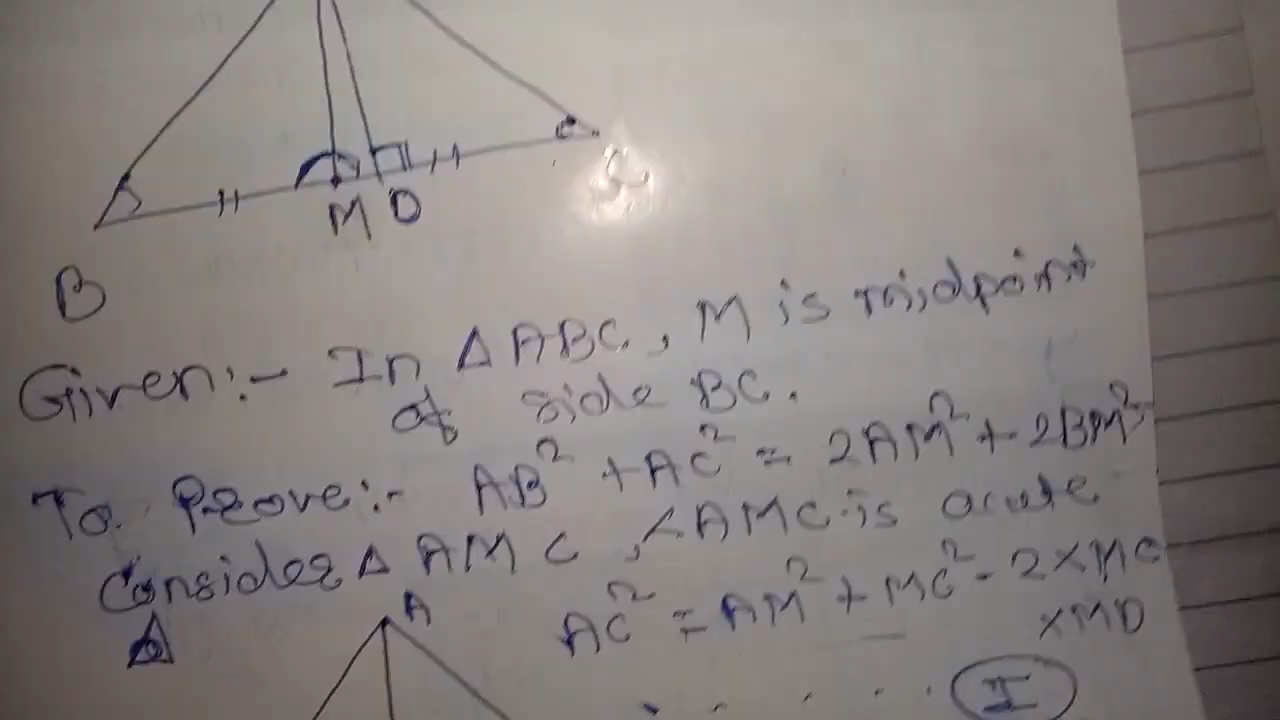 C
M D
B
Given:- In △ABC, M is midpoint
of side BC.
To Prove:- AB² + AC² = 2AM² + 2BM²
Consider △AMC, <AMC is acute
A
AC² = AM² + MC² - 2×MC
×MD
. . . . . I